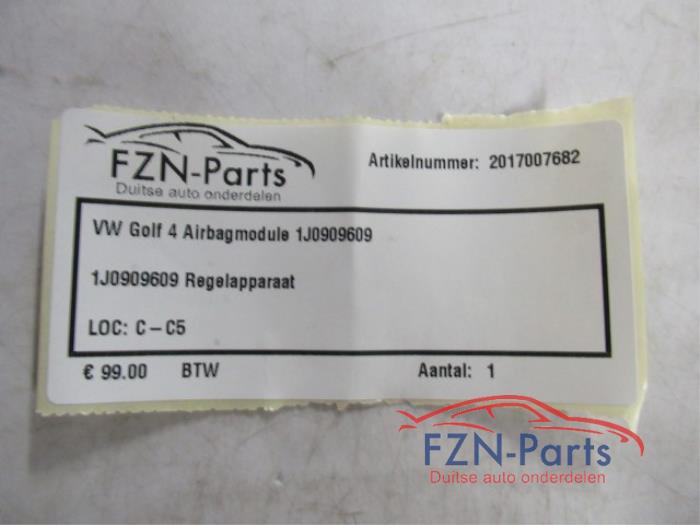 FZN-Parts
Duitse auto onderdelen
Artikelnummer: 2017007682
VW Golf 4 Airbagmodule 1J0909609
1J0909609 Regelapparaat
LOC: C-C5
€ 99.00 BTW Aantal: 1
FZN-Parts
Duitse auto onderdelen